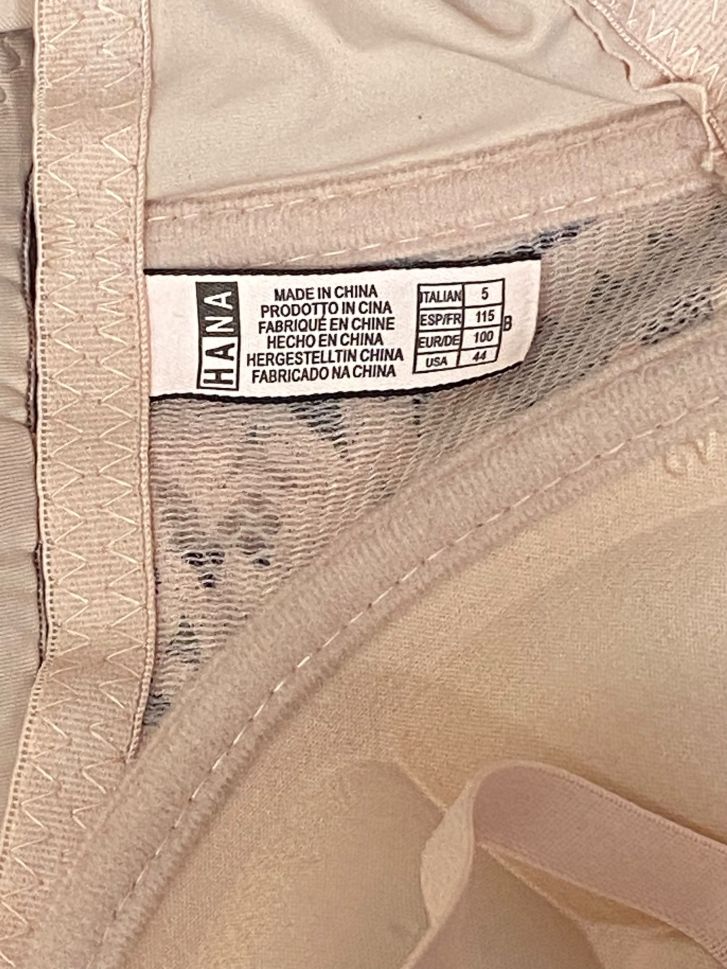 HANA
MADE IN CHINA
PRODOTTO IN CINA
FABRIQUÉ EN CHINE
HECHO EN CHINA
HERGESTELLTIN CHINA
FABRICADO NA CHINA
ITALIAN 5
ESP/FR 115
EUR/DE 100
USA 44
B